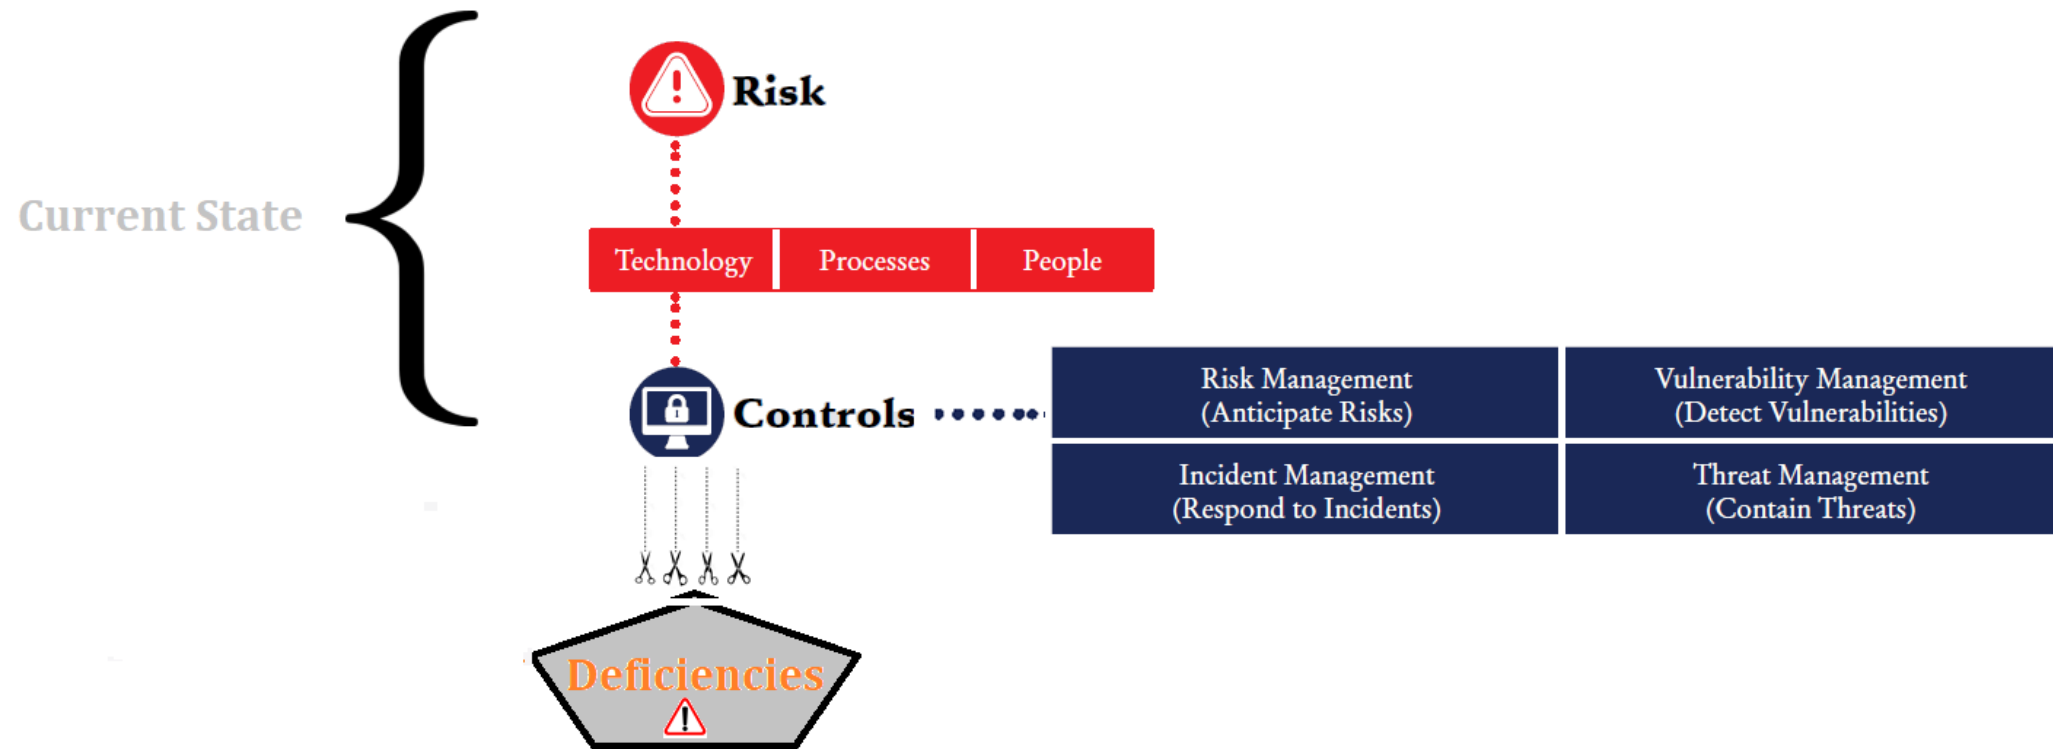 Risk
Current State
Technology
Processes
People
Controls
Risk Management
(Anticipate Risks)
Vulnerability Management
(Detect Vulnerabilities)
Incident Management
(Respond to Incidents)
Threat Management
(Contain Threats)
Deficiencies